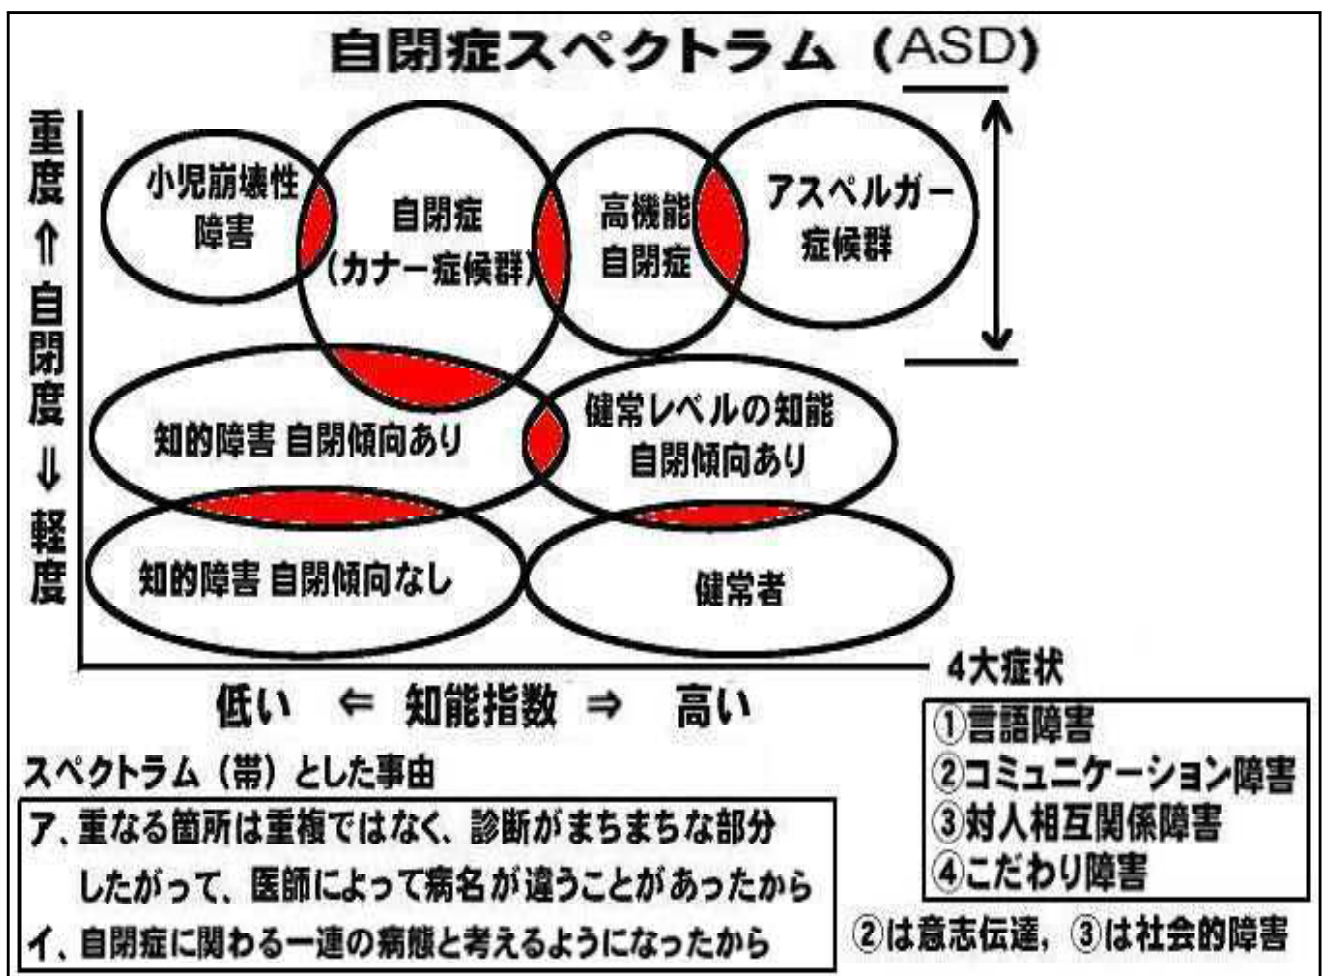 自閉症スペクトラム（ASD）
重度⇑自閉度⇓軽度
小児崩壊性
障害
自閉症
(カナー症候群)
高機能
自閉症
アスペルガー
症候群
知的障害 自閉傾向あり
健常レベルの知能
自閉傾向あり
知的障害 自閉傾向なし
健常者
低い ⇐ 知能指数 ⇒ 高い
4大症状
①言語障害
②コミュニケーション障害
③対人相互関係障害
④こだわり障害
②は意志伝達，③は社会的障害
スペクトラム（帯）とした事由
ア、重なる箇所は重複ではなく、診断がまちまちな部分
したがって、医師によって病名が違うことがあったから
イ、自閉症に関わる一連の病態と考えるようになったから